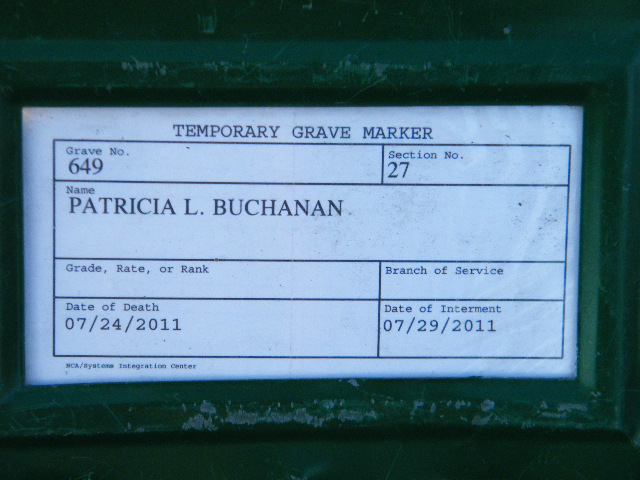 TEMPORARY GRAVE MARKER
Grave No. Section No.
649 27
Name
PATRICIA L. BUCHANAN
Grade, Rate, or Rank Branch of Service
Date of Death Date of Interment
07/24/2011 07/29/2011
NCA/Systems Integration Center